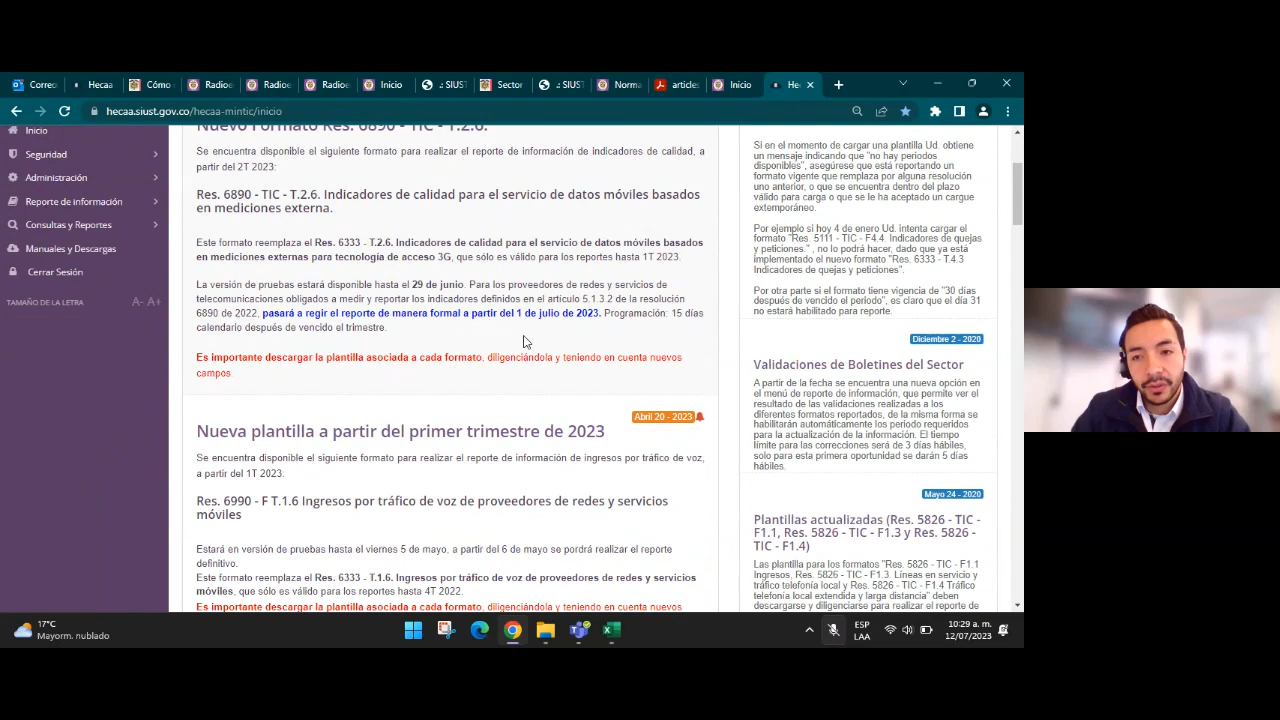 Correo
Hecaa
Cómo
Radioe
Radioe
Radioe
Inicio
.: SIUST
Sector
.: SIUST
Norma
articles
Inicio
Hec
hecaa.siust.gov.co/hecaa-mintic/inicio
Inicio
Seguridad
Administración
Reporte de información
Consultas y Reportes
Manuales y Descargas
Cerrar Sesión
TAMAÑO DE LA LETRA A- A+
Nuevo Formato Res. 6890 - TIC - T.2.6.
Se encuentra disponible el siguiente formato para realizar el reporte de información de indicadores de calidad, a
partir del 2T 2023:
Res. 6890 - TIC - T.2.6. Indicadores de calidad para el servicio de datos móviles basados
en mediciones externa.
Este formato reemplaza el Res. 6333 - T.2.6. Indicadores de calidad para el servicio de datos móviles basados
en mediciones externas para tecnología de acceso 3G, que sólo es válido para los reportes hasta 1T 2023.
La versión de pruebas estará disponible hasta el 29 de junio. Para los proveedores de redes y servicios de
telecomunicaciones obligados a medir y reportar los indicadores definidos en el artículo 5.1.3.2 de la resolución
6890 de 2022, pasará a regir el reporte de manera formal a partir del 1 de julio de 2023. Programación: 15 días
calendario después de vencido el trimestre.
Es importante descargar la plantilla asociada a cada formato, diligenciándola y teniendo en cuenta nuevos
campos.
Abril 20 - 2023
Nueva plantilla a partir del primer trimestre de 2023
Se encuentra disponible el siguiente formato para realizar el reporte de información de ingresos por tráfico de voz,
a partir del 1T 2023:
Res. 6990 - F T.1.6 Ingresos por tráfico de voz de proveedores de redes y servicios
móviles
Estará en versión de pruebas hasta el viernes 5 de mayo, a partir del 6 de mayo se pordrá realizar el reporte
definitivo.
Este formato reemplaza el Res. 6333 - T.1.6. Ingresos por tráfico de voz de proveedores de redes y servicios
móviles, que sólo es válido para los reportes hasta 4T 2022.
Es importante descargar la plantilla asociada a cada formato, diligenciándola y teniendo en cuenta nuevos
Si en el momento de cargar una plantilla Ud. obtiene
un mensaje indicando que "no hay periodos
disponibles", asegúrese que está reportando un
formato vigente que remplaza por alguna resolución
uno anterior, o que se encuentra dentro del plazo
válido para carga o que se le ha aceptado un cargue
extemporáneo.
Por ejemplo si hoy 4 de enero Ud. intenta cargar el
formato "Res. 5111 - TIC - F4.4. Indicadores de quejas
y peticiones." , no lo podrá hacer, dado que ya está
implementado el nuevo formato "Res. 6333 - T.4.3
Indicadores de quejas y peticiones".
Por otra parte si el formato tiene vigencia de "30 días
después de vencido el periodo", es claro que el día 31
no estará habilitado para reporte.
Diciembre 2 - 2020
Validaciones de Boletines del Sector
A partir de la fecha se encuentra una nueva opción en
el menú de reporte de información, que permite ver el
resultado de las validaciones realizadas a los
diferentes formatos reportados, de la misma forma se
habilitarán automáticamente los periodo requeridos
para la actualización de la información. El tiempo
límite para las correcciones será de 3 días hábiles,
solo para esta primera oportunidad se darán 5 días
hábiles.
Mayo 24 - 2020
Plantillas actualizadas (Res. 5826 - TIC -
F1.1, Res. 5826 - TIC - F1.3 y Res. 5826 -
TIC - F1.4)
Las plantilla para los formatos "Res. 5826 - TIC - F1.1
Ingresos, Res. 5826 - TIC - F1.3. Líneas en servicio y
tráfico telefonía local y Res. 5826 - TIC - F1.4 Tráfico
telefonía local extendida y larga distancia" deben
descargarse y diligenciarse para realizar el reporte de
17°C
Mayorm. nublado
ESP
LAA
10:29 a. m.
12/07/2023